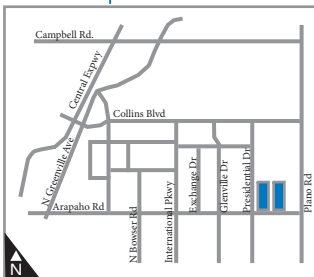 Campbell Rd.
Central Expwy
N Greenville Ave
Collins Blvd
Arapaho Rd
N Bowser Rd
International Pkwy
Exchange Dr
Glenville Dr
Presidential Dr
Plano Rd
N